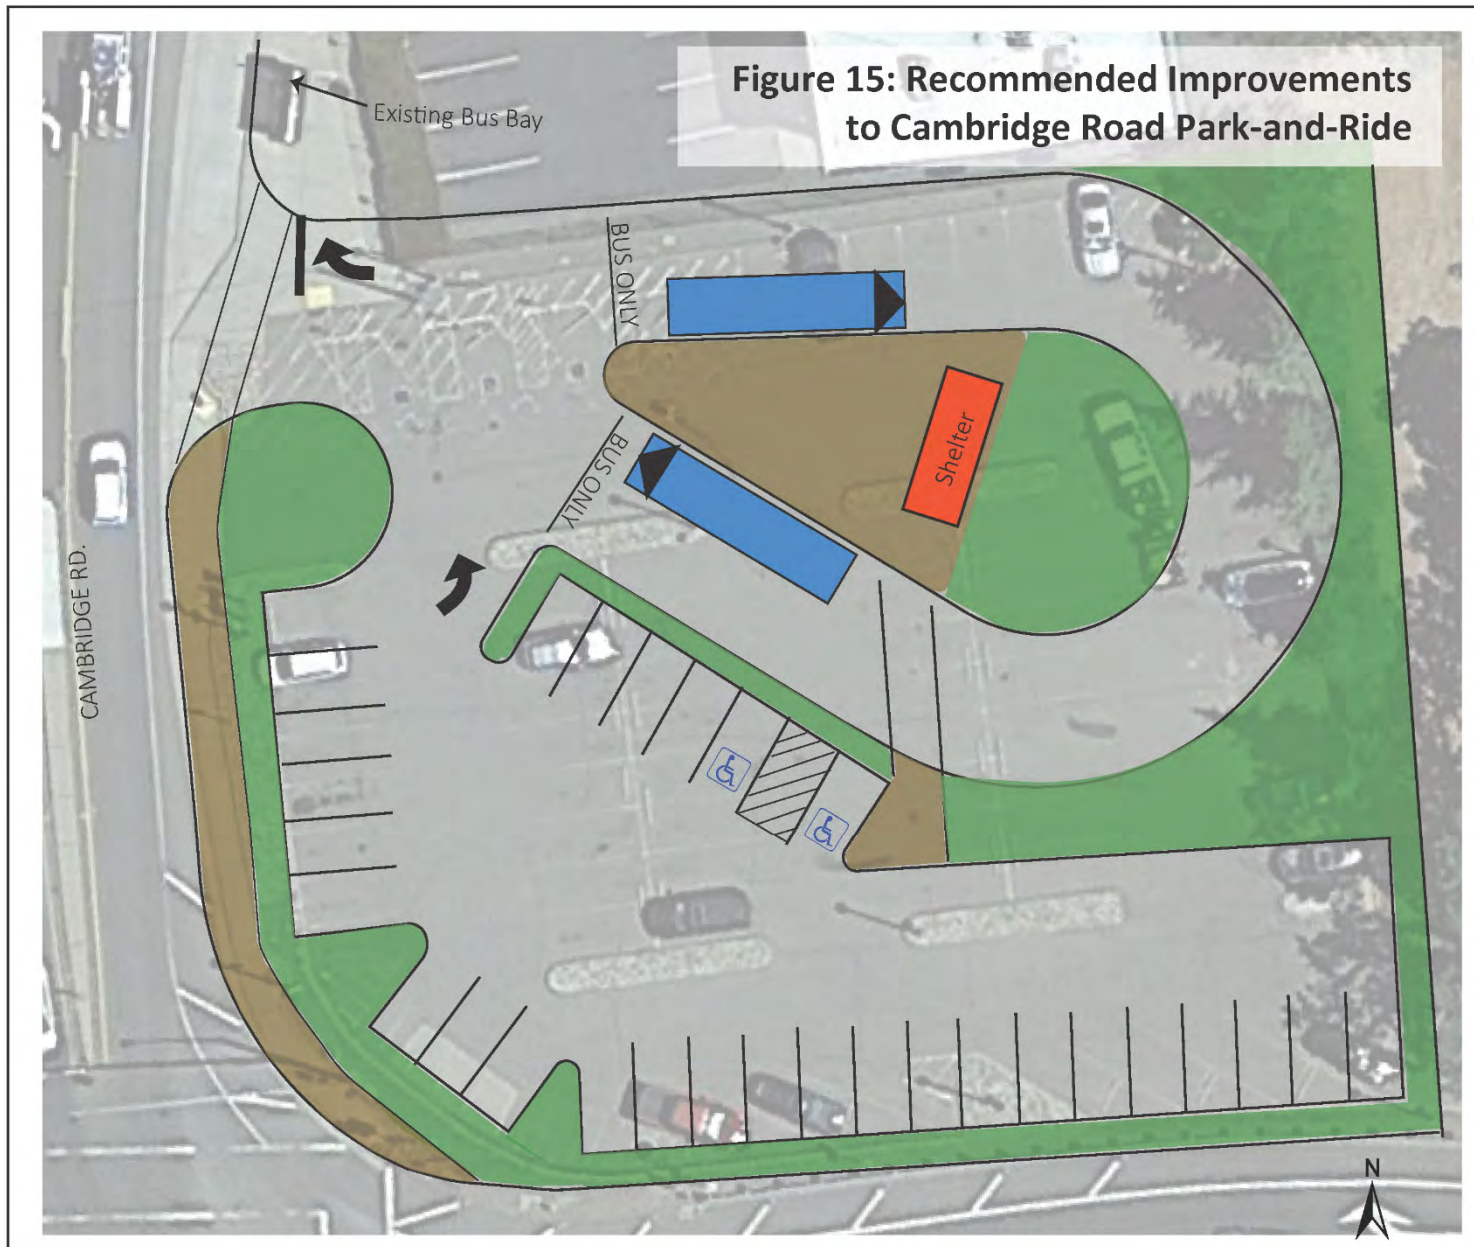 Figure 15: Recommended Improvements
to Cambridge Road Park-and-Ride
Existing Bus Bay
BUS ONLY
BUS ONLY
Shelter
CAMBRIDGE RD.
N